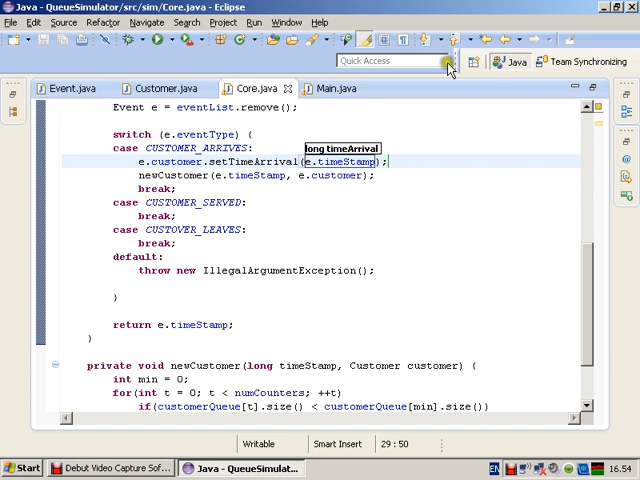 Java - QueueSimulator/src/sim/Core.java - Eclipse
File Edit Source Refactor Navigate Search Project Run Window Help
Quick Access
Java
Team Synchronizing
Event.java
Customer.java
Core.java
Main.java
Event e = eventList.remove();
switch (e.eventType) {
case CUSTOMER_ARRIVES:
long timeArrival
e.customer.setTimeArrival(e.timeStamp);
newCustomer(e.timeStamp, e.customer);
break;
case CUSTOMER_SERVED:
break;
case CUSTOVER_LEAVES:
break;
default:
throw new IllegalArgumentException();
}
return e.timeStamp;
}
private void newCustomer(long timeStamp, Customer customer) {
int min = 0;
for(int t = 0; t < numCounters; ++t)
if(customerQueue[t].size() < customerQueue[min].size())
Writable
Smart Insert
29 : 50
Start
Debut Video Capture Sof...
Java - QueueSimulat...
EN
16.54